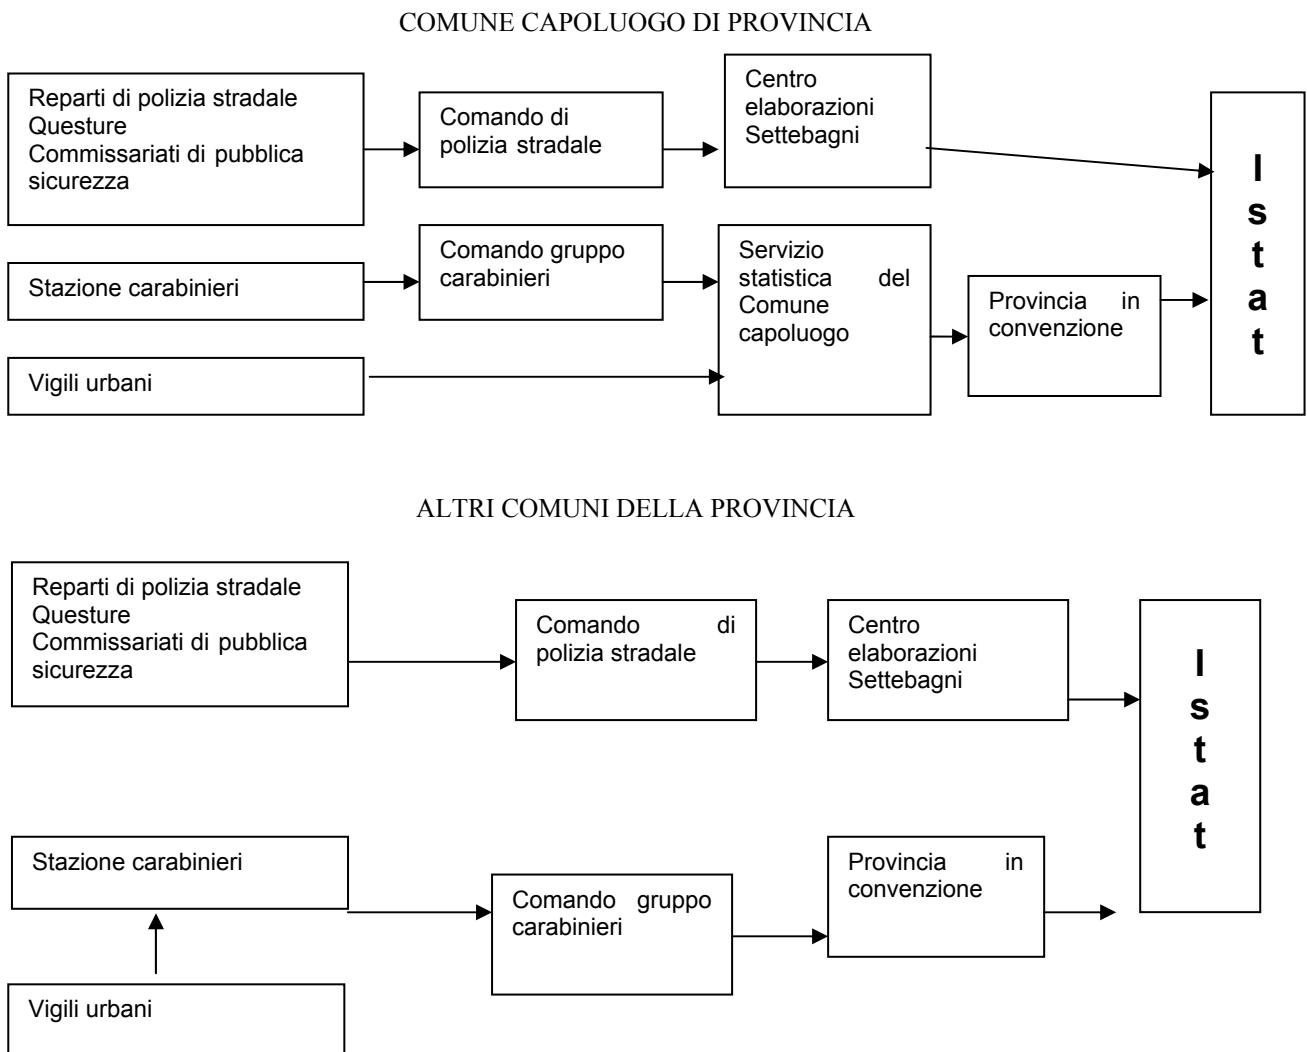 COMUNE CAPOLUOGO DI PROVINCIA
Reparti di polizia stradale
Questure
Commissariati di pubblica
sicurezza
Comando di
polizia stradale
Centro
elaborazioni
Settebagni
Istat
Stazione carabinieri
Comando gruppo
carabinieri
Servizio
statistica del
Comune
capoluogo
Provincia in
convenzione
Vigili urbani
ALTRI COMUNI DELLA PROVINCIA
Reparti di polizia stradale
Questure
Commissariati di pubblica
sicurezza
Comando di
polizia stradale
Centro
elaborazioni
Settebagni
Istat
Stazione carabinieri
Comando gruppo
carabinieri
Provincia in
convenzione
Vigili urbani